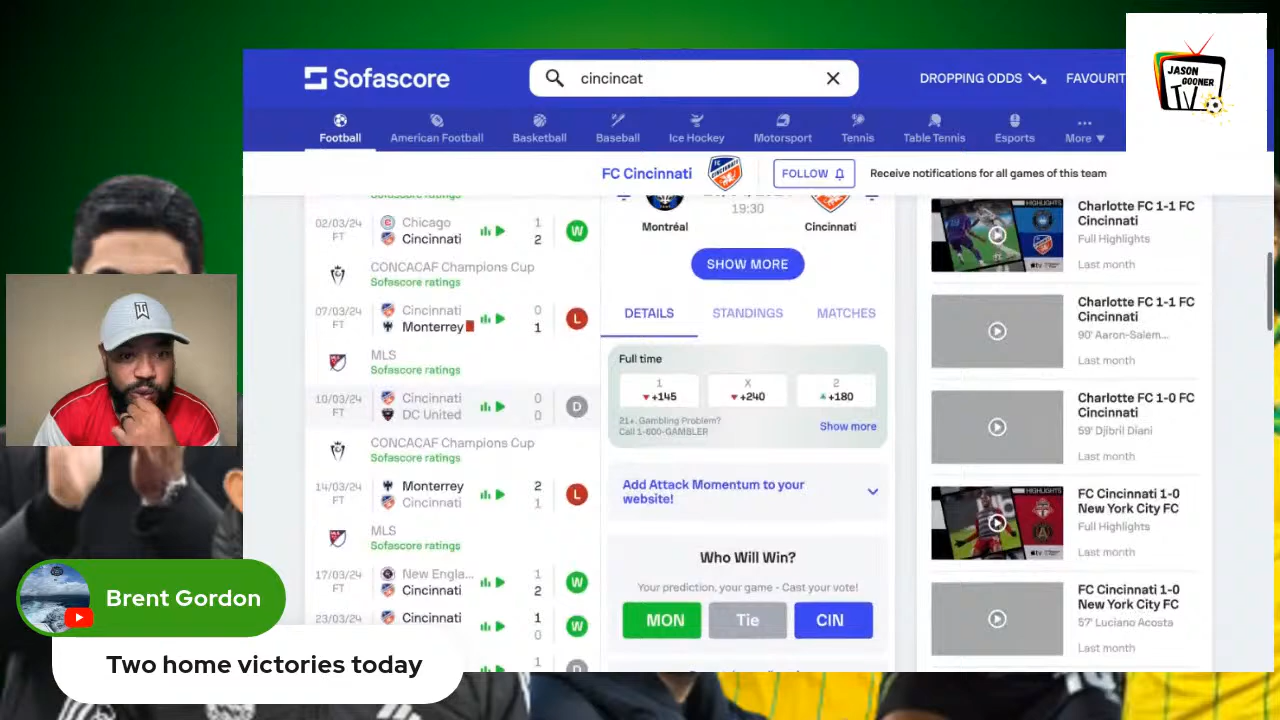 Sofascore
cincincat
DROPPING ODDS
FAVOURIT
JASON
GOONER
TV
Football
American Football
Basketball
Baseball
Ice Hockey
Motorsport
Tennis
Table Tennis
Esports
More ▼
FC Cincinnati
FOLLOW
Receive notifications for all games of this team
02/03/24
FT
Chicago 1
Cincinnati 2
W
CONCACAF Champions Cup
Sofascore ratings
07/03/24
FT
Cincinnati 0
Monterrey 1
L
MLS
Sofascore ratings
10/03/24
FT
Cincinnati 0
DC United 0
D
CONCACAF Champions Cup
Sofascore ratings
14/03/24
FT
Monterrey 2
Cincinnati 1
L
MLS
Sofascore ratings
17/03/24
FT
New Engla... 1
Cincinnati 2
W
23/03/24
Cincinnati 1
0
W
1
19:30
Montréal
Cincinnati
SHOW MORE
DETAILS
STANDINGS
MATCHES
Full time
1
+145
X
+240
2
+180
21+. Gambling Problem?
Call 1-800-GAMBLER
Show more
Add Attack Momentum to your
website!
Who Will Win?
Your prediction, your game - Cast your vote!
MON
Tie
CIN
Charlotte FC 1-1 FC
Cincinnati
Full Highlights
Last month
Charlotte FC 1-1 FC
Cincinnati
90' Aaron-Salem...
Last month
Charlotte FC 1-0 FC
Cincinnati
59' Djibril Diani
Last month
HIGHLIGHTS
FC Cincinnati 1-0
New York City FC
Full Highlights
Last month
FC Cincinnati 1-0
New York City FC
57' Luciano Acosta
Last month
Brent Gordon
Two home victories today